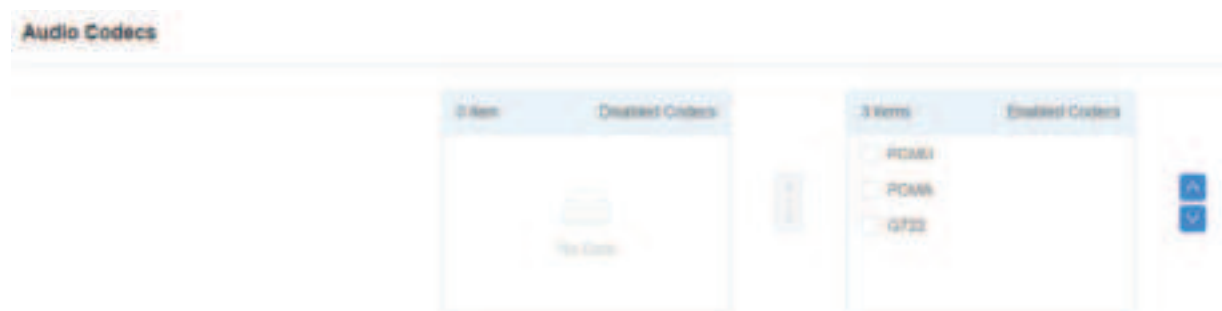 Audio Codecs
0 item Disabled Codecs
3 items Enabled Codecs
PCMU
PCMA
G722
No Data